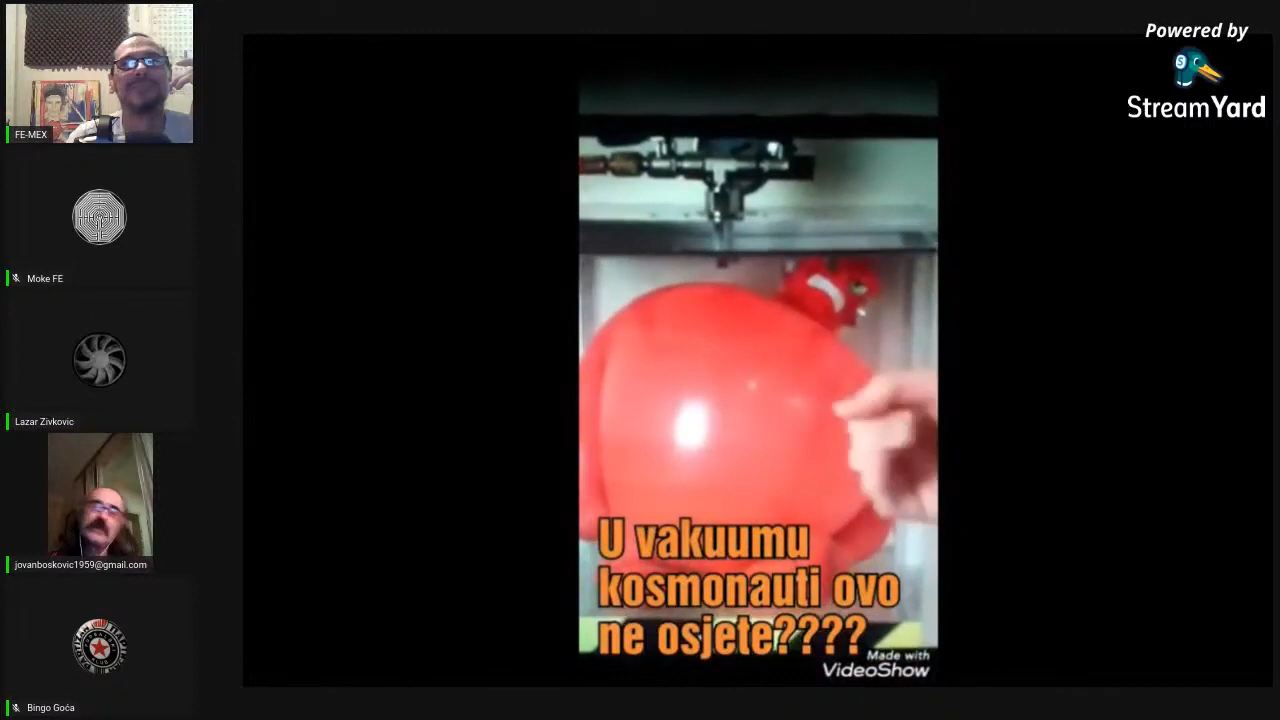 Powered by
StreamYard
FE-MEX
Moke FE
Lazar Zivkovic
jovanboskovic1959@gmail.com
Bingo Goća
U vakuumu
kosmonauti ovo
ne osjete????
Made with
VideoShow